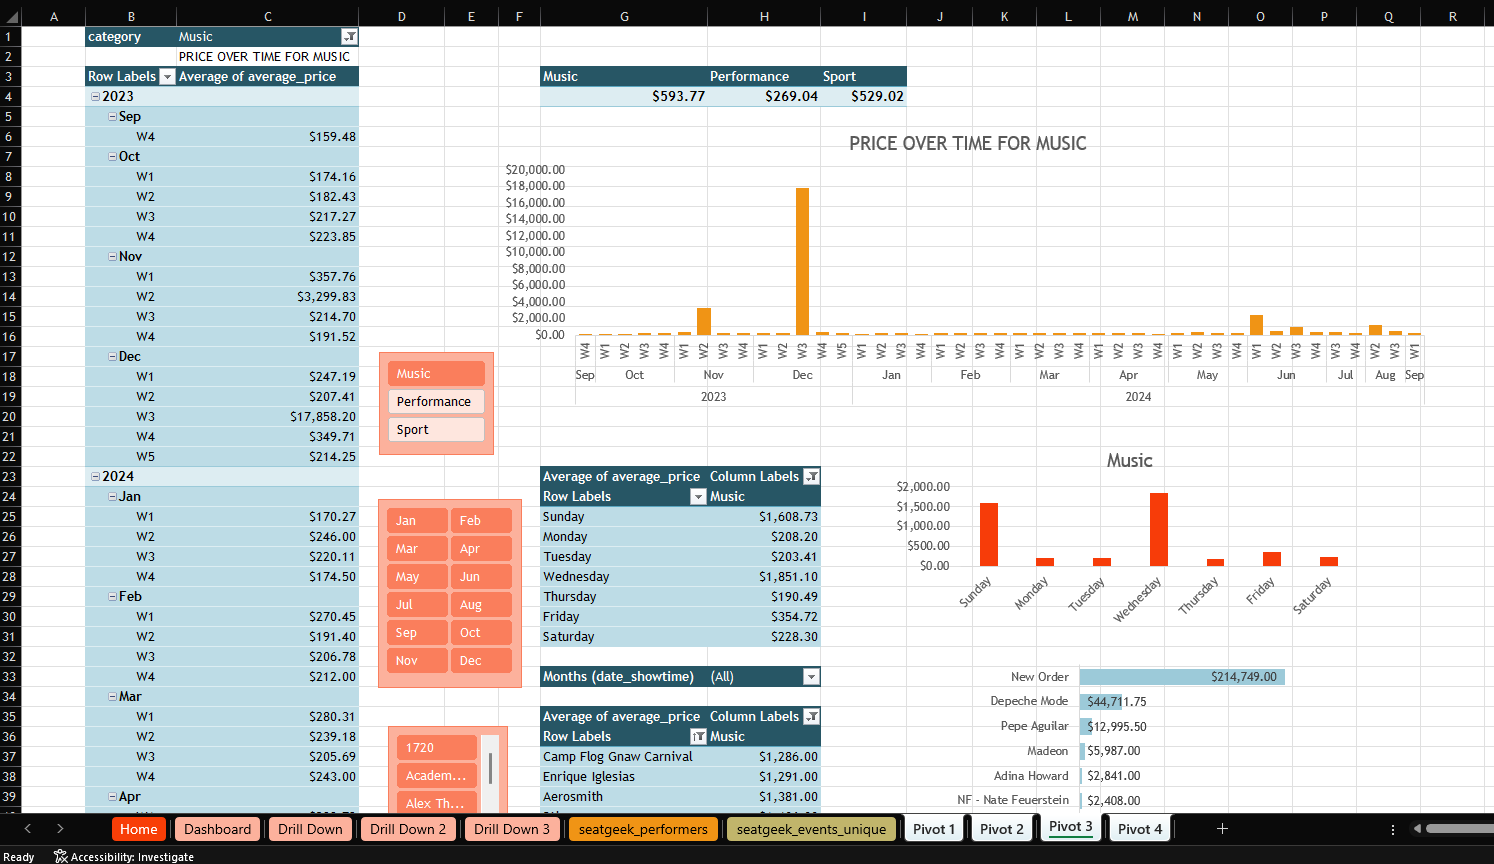 A B C D E F G H I J K L M N O P Q R
1 category Music
2 PRICE OVER TIME FOR MUSIC
3 Row Labels Average of average_price Music Performance Sport
4 2023 $593.77 $269.04 $529.02
5 Sep
6 W4 $159.48
7 Oct
8 W1 $174.16
9 W2 $182.43
10 W3 $217.27
11 W4 $223.85
12 Nov
13 W1 $357.76
14 W2 $3,299.83
15 W3 $214.70
16 W4 $191.52
17 Dec
18 W1 $247.19
19 W2 $207.41
20 W3 $17,858.20
21 W4 $349.71
22 W5 $214.25
23 2024
24 Jan
25 W1 $170.27
26 W2 $246.00
27 W3 $220.11
28 W4 $174.50
29 Feb
30 W1 $270.45
31 W2 $191.40
32 W3 $206.78
33 W4 $212.00
34 Mar
35 W1 $280.31
36 W2 $239.18
37 W3 $205.69
38 W4 $243.00
39 Apr
PRICE OVER TIME FOR MUSIC
$20,000.00
$18,000.00
$16,000.00
$14,000.00
$12,000.00
$10,000.00
$8,000.00
$6,000.00
$4,000.00
$2,000.00
$0.00
W4 W1 W2 W3 W4 W1 W2 W3 W4 W1 W2 W3 W4 W5 W1 W2 W3 W4 W1 W2 W3 W4 W1 W2 W3 W4 W1 W2 W3 W4 W1 W2 W3 W4 W1 W2 W3 W4 W3 W4 W2 W3 W1
Sep Oct Nov Dec Jan Feb Mar Apr May Jun Jul Aug Sep
2023 2024
Music
Performance
Sport
Jan Feb
Mar Apr
May Jun
Jul Aug
Sep Oct
Nov Dec
1720
Academ...
Alex Th...
Average of average_price Column Labels
Row Labels Music
Sunday $1,608.73
Monday $208.20
Tuesday $203.41
Wednesday $1,851.10
Thursday $190.49
Friday $354.72
Saturday $228.30
Music
$2,000.00
$1,500.00
$1,000.00
$500.00
$0.00
Sunday Monday Tuesday Wednesday Thursday Friday Saturday
Months (date_showtime) (All)
Average of average_price Column Labels
Row Labels Music
Camp Flog Gnaw Carnival $1,286.00
Enrique Iglesias $1,291.00
Aerosmith $1,381.00
New Order $214,749.00
Depeche Mode $44,711.75
Pepe Aguilar $12,995.50
Madeon $5,987.00
Adina Howard $2,841.00
NF - Nate Feuerstein $2,408.00
Home Dashboard Drill Down Drill Down 2 Drill Down 3 seatgeek_performers seatgeek_events_unique Pivot 1 Pivot 2 Pivot 3 Pivot 4
Ready Accessibility: Investigate